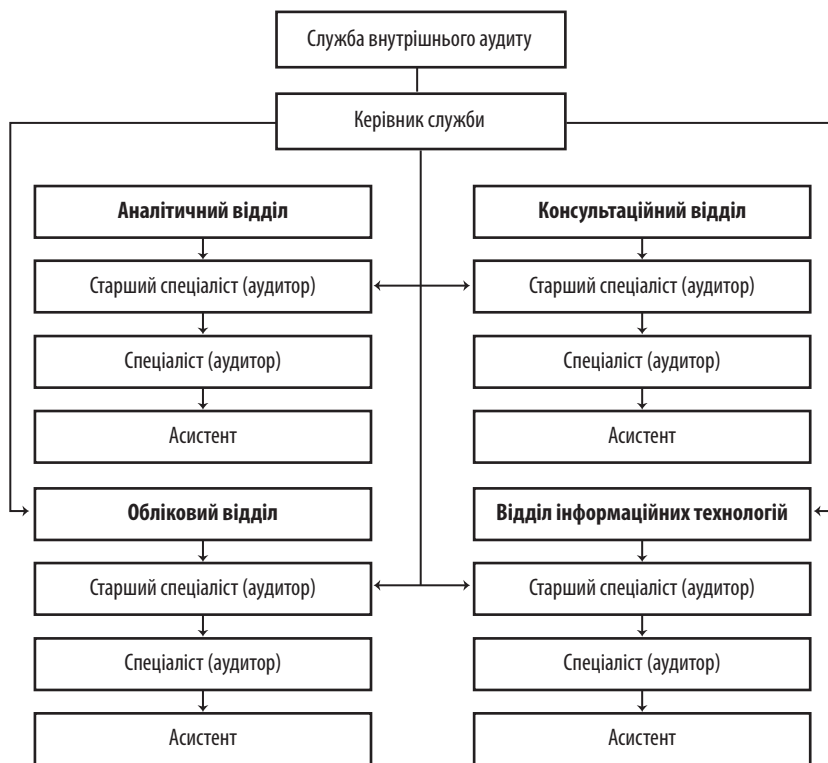 Служба внутрішнього аудиту
Керівник служби
Аналітичний відділ
Старший спеціаліст (аудитор)
Спеціаліст (аудитор)
Асистент
Консультаційний відділ
Старший спеціаліст (аудитор)
Спеціаліст (аудитор)
Асистент
Обліковий відділ
Старший спеціаліст (аудитор)
Спеціаліст (аудитор)
Асистент
Відділ інформаційних технологій
Старший спеціаліст (аудитор)
Спеціаліст (аудитор)
Асистент